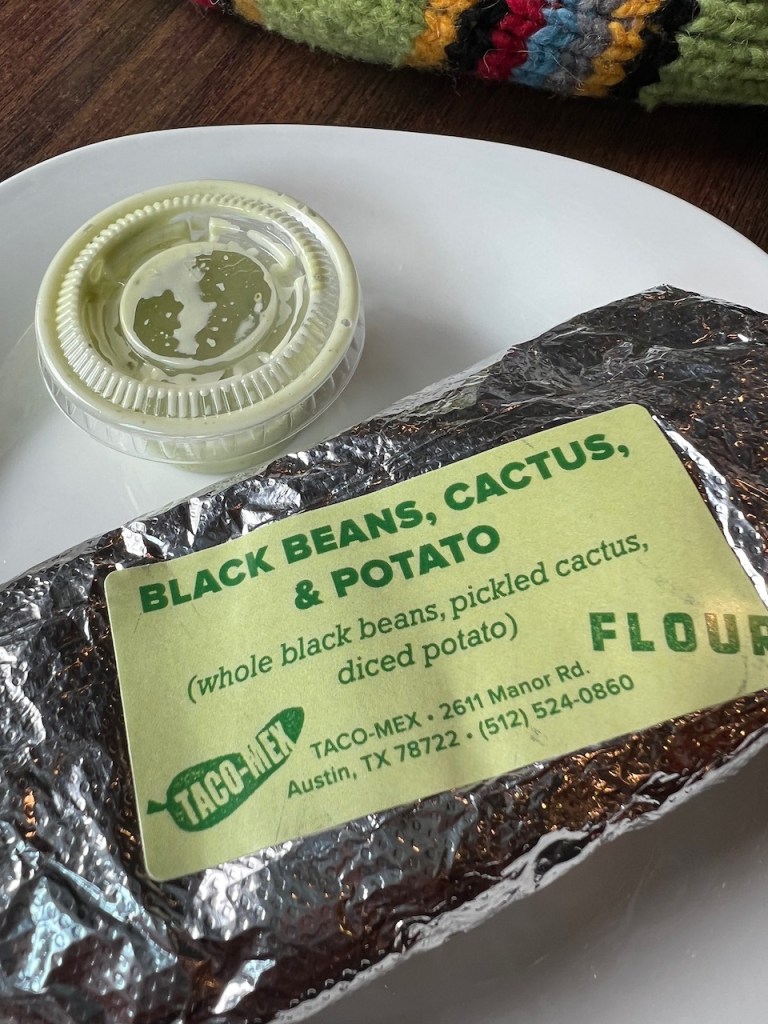 BLACK BEANS, CACTUS,
& POTATO
(whole black beans, pickled cactus,
diced potato)
FLOUR
TACO-MEX
TACO-MEX • 2611 Manor Rd.
Austin, TX 78722 • (512) 524-0860